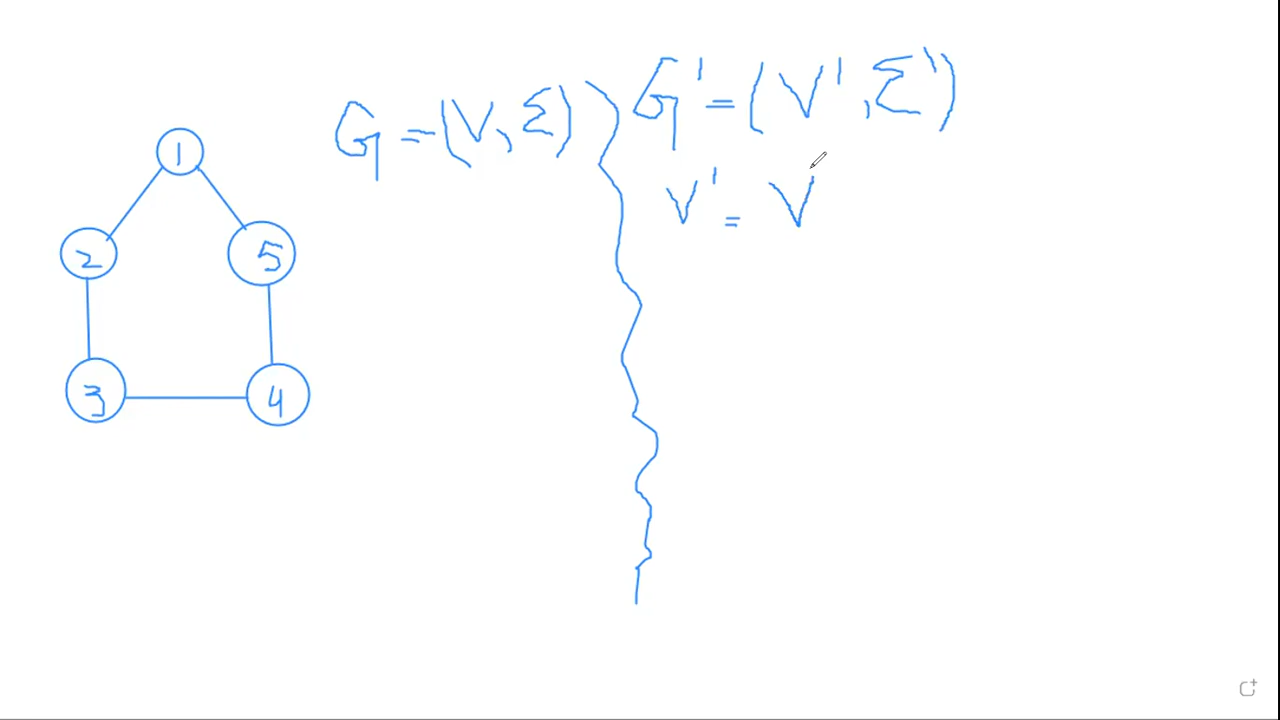 G = (V, Σ)
G' = (V', Σ')
V' = V
1
2
5
3
4